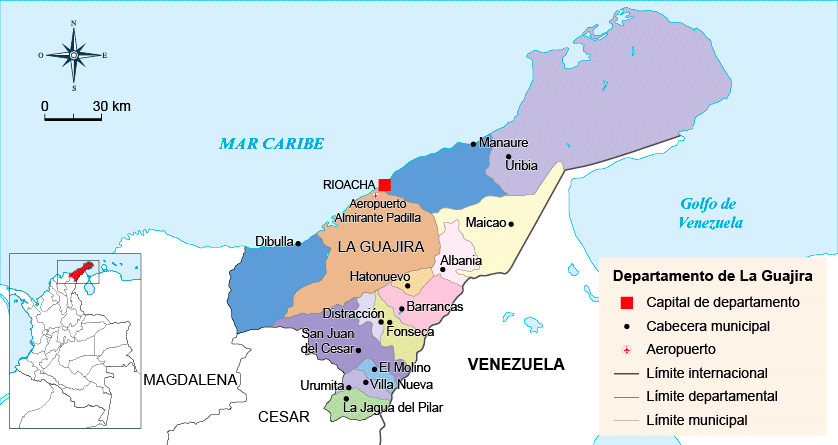 N
O
E
S
0 30 km
MAR CARIBE
Manaure
Uribia
RIOACHA
Aeropuerto
Almirante Padilla
Maicao
Golfo de
Venezuela
Dibulla
LA GUAJIRA
Albania
Hatonuevo
Barrancas
Distracción
Fonseca
San Juan
del Cesar
El Molino
VENEZUELA
MAGDALENA
Urumita
Villa Nueva
La Jagua del Pilar
CESAR
Departamento de La Guajira
Capital de departamento
Cabecera municipal
Aeropuerto
Límite internacional
Límite departamental
Límite municipal